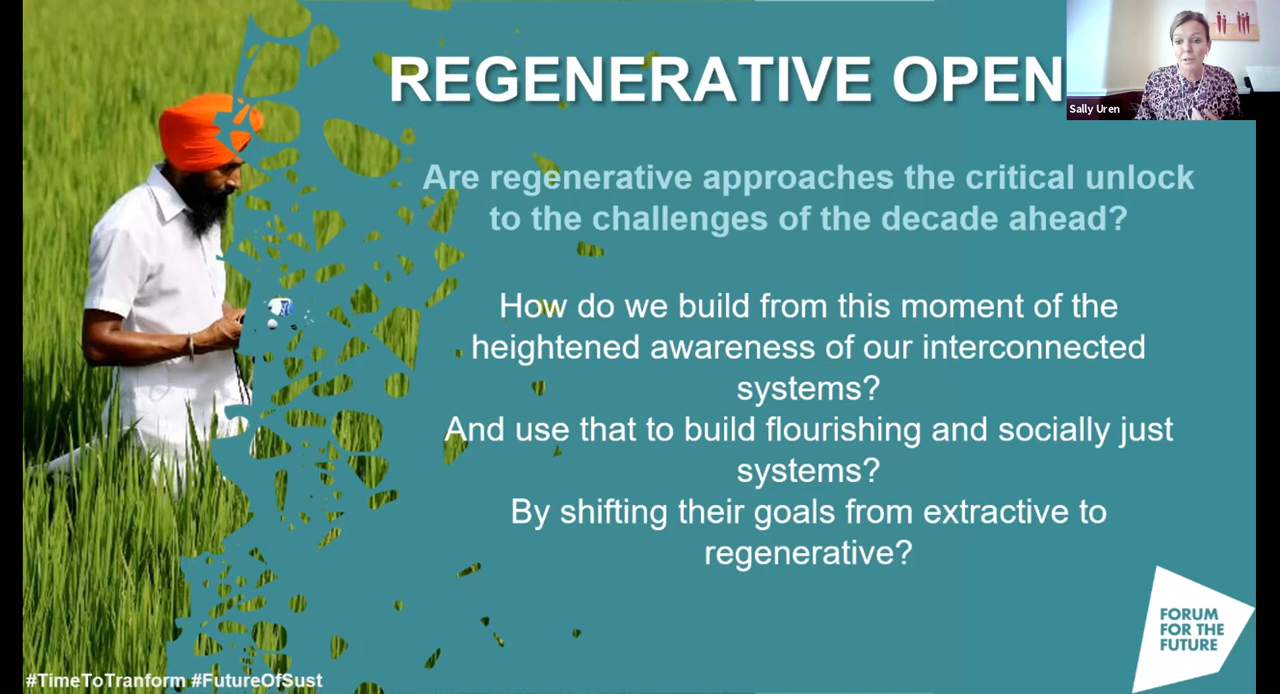 REGENERATIVE OPEN
Sally Uren
Are regenerative approaches the critical unlock
to the challenges of the decade ahead?
How do we build from this moment of the
heightened awareness of our interconnected
systems?
And use that to build flourishing and socially just
systems?
By shifting their goals from extractive to
regenerative?
FORUM
FOR THE
FUTURE
#TimeToTranform #FutureOfSust